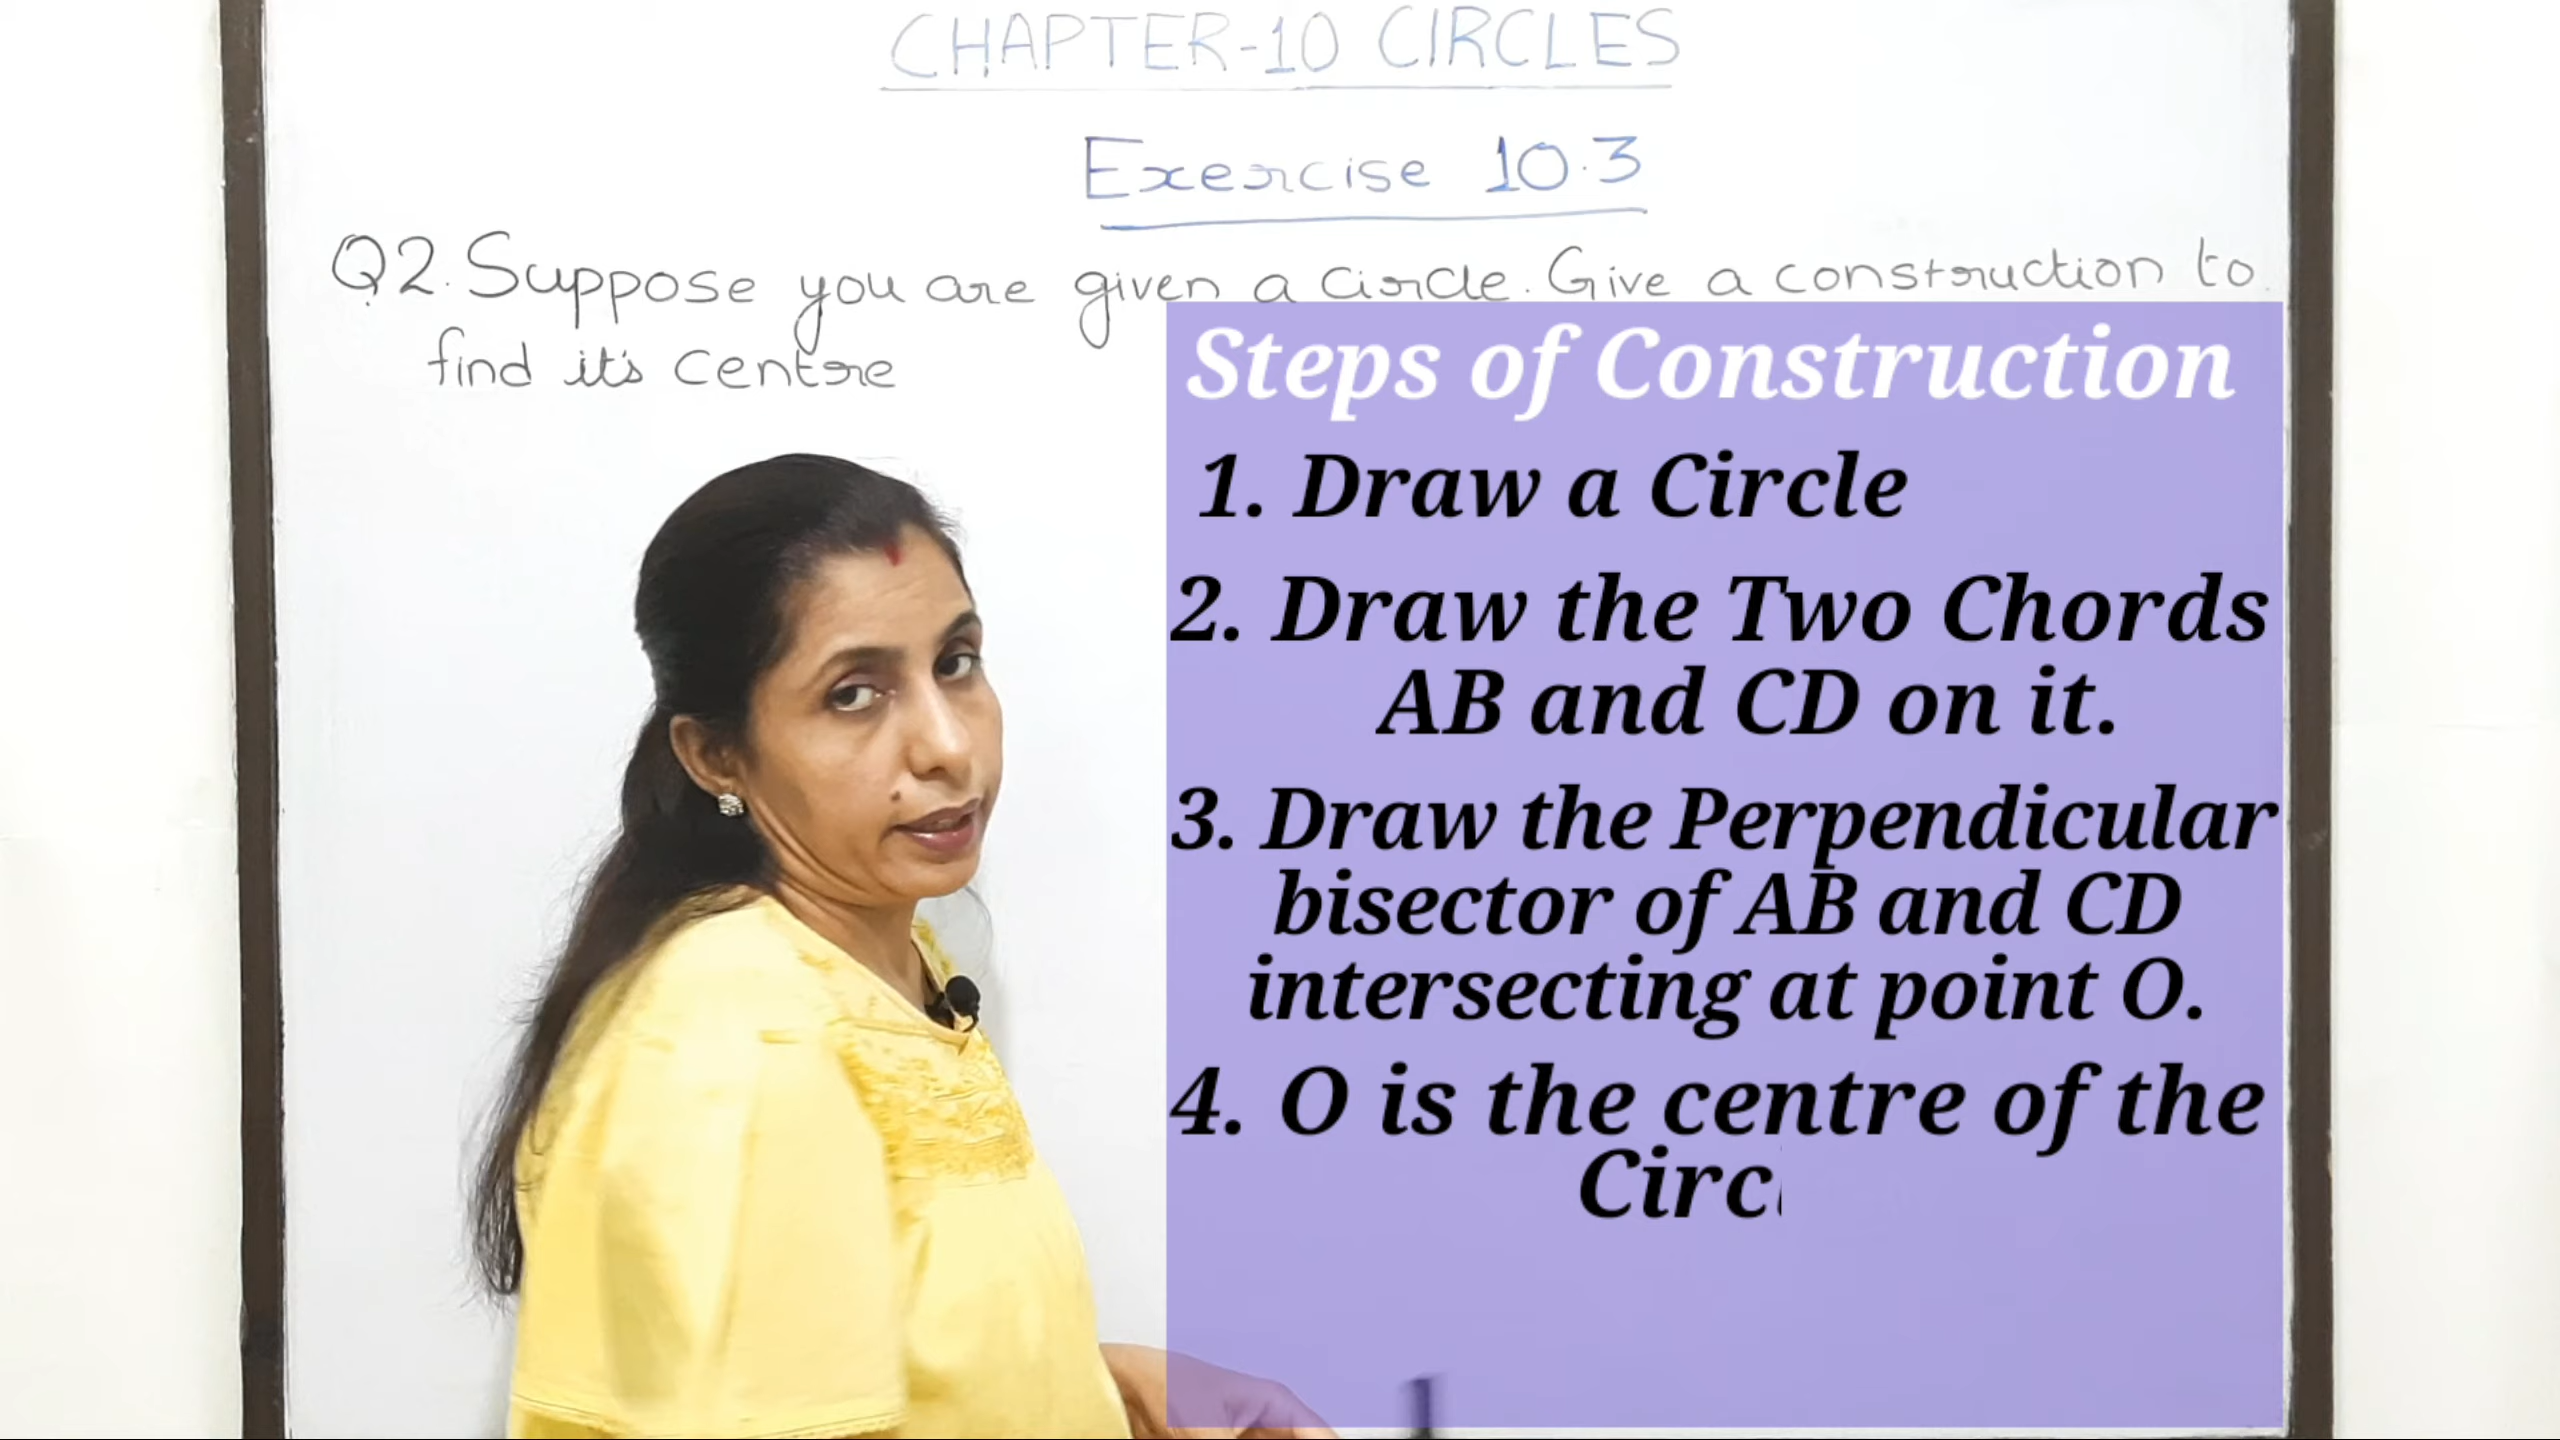 CHAPTER-10 CIRCLES
Exercise 10.3
Q2. Suppose you are given a circle. Give a construction to
find it's centre
Steps of Construction
1. Draw a Circle
2. Draw the Two Chords
AB and CD on it.
3. Draw the Perpendicular
bisector of AB and CD
intersecting at point O.
4. O is the centre of the
Circl